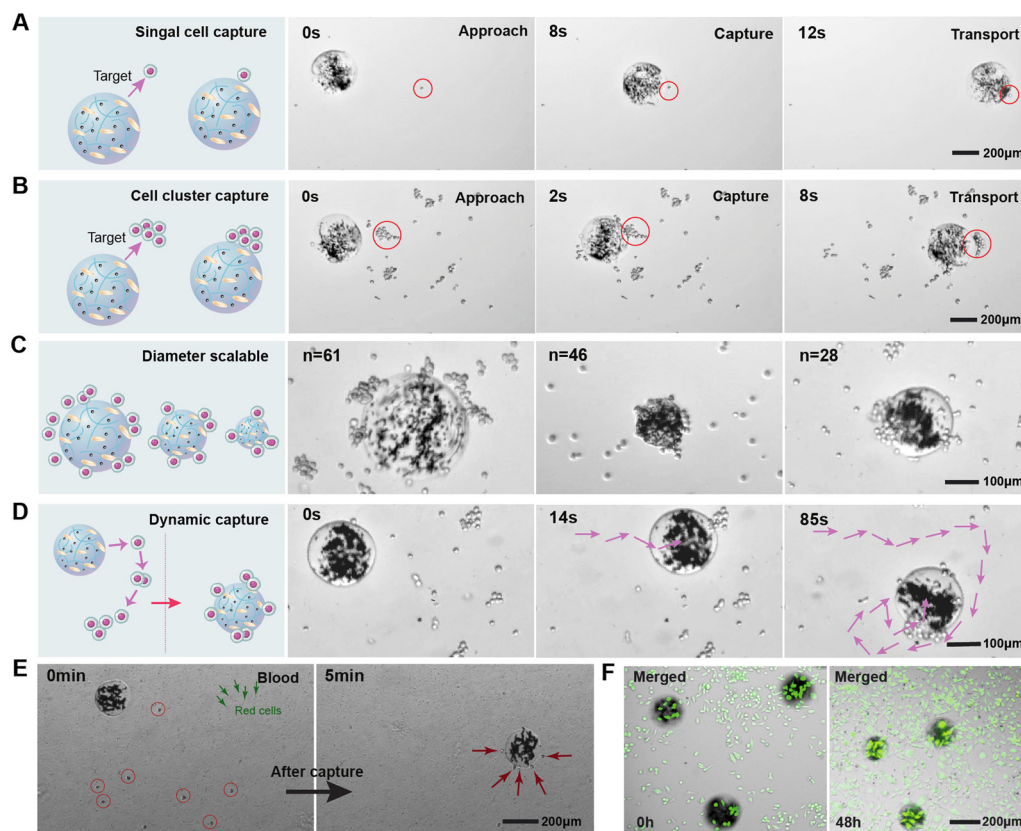 A
Singal cell capture
Target
0s
Approach
8s
Capture
12s
Transport
200μm
B
Cell cluster capture
Target
0s
Approach
2s
Capture
8s
Transport
200μm
C
Diameter scalable
n=61
n=46
n=28
100μm
D
Dynamic capture
0s
14s
85s
100μm
E
0min
Blood
Red cells
After capture
5min
200μm
F
Merged
0h
Merged
48h
200μm